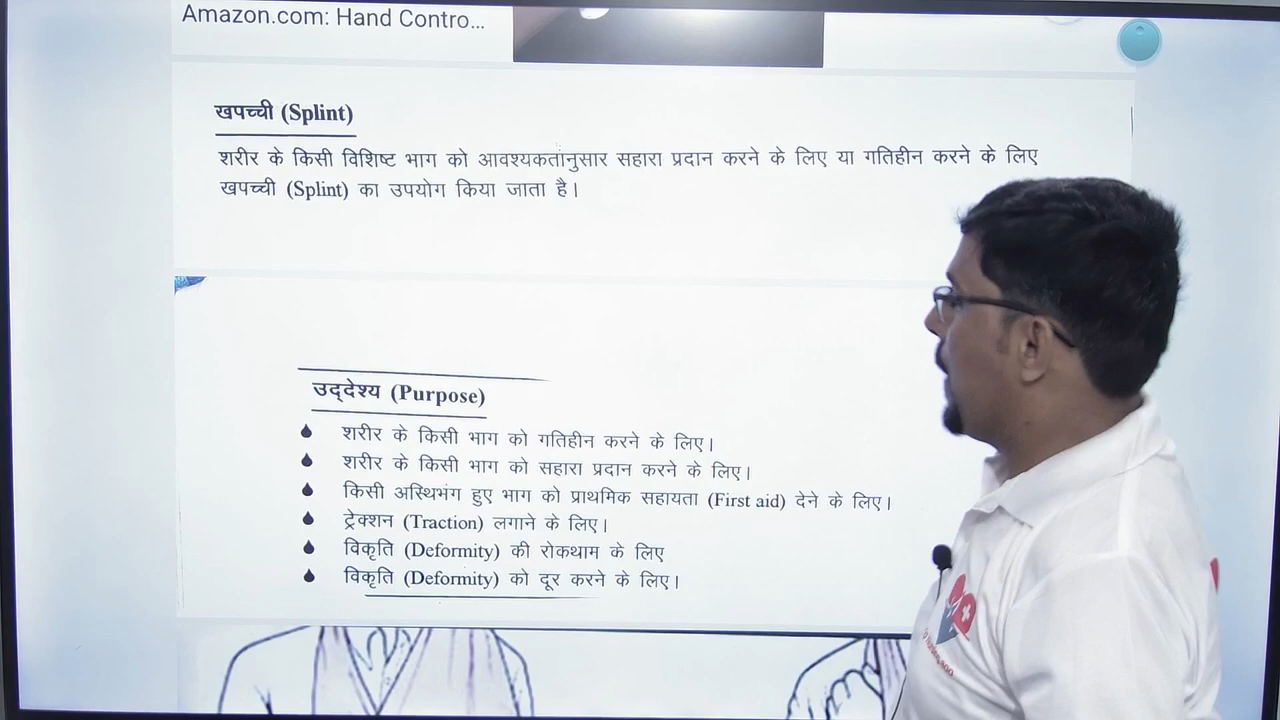 Amazon.com: Hand Contro...
खपच्ची (Splint)
शरीर के किसी विशिष्ट भाग को आवश्यकतानुसार सहारा प्रदान करने के लिए या गतिहीन करने के लिए
खपच्ची (Splint) का उपयोग किया जाता है।
उद्देश्य (Purpose)
शरीर के किसी भाग को गतिहीन करने के लिए।
शरीर के किसी भाग को सहारा प्रदान करने के लिए।
किसी अस्थिभंग हुए भाग को प्राथमिक सहायता (First aid) देने के लिए।
ट्रेक्शन (Traction) लगाने के लिए।
विकृति (Deformity) की रोकथाम के लिए
विकृति (Deformity) को दूर करने के लिए।